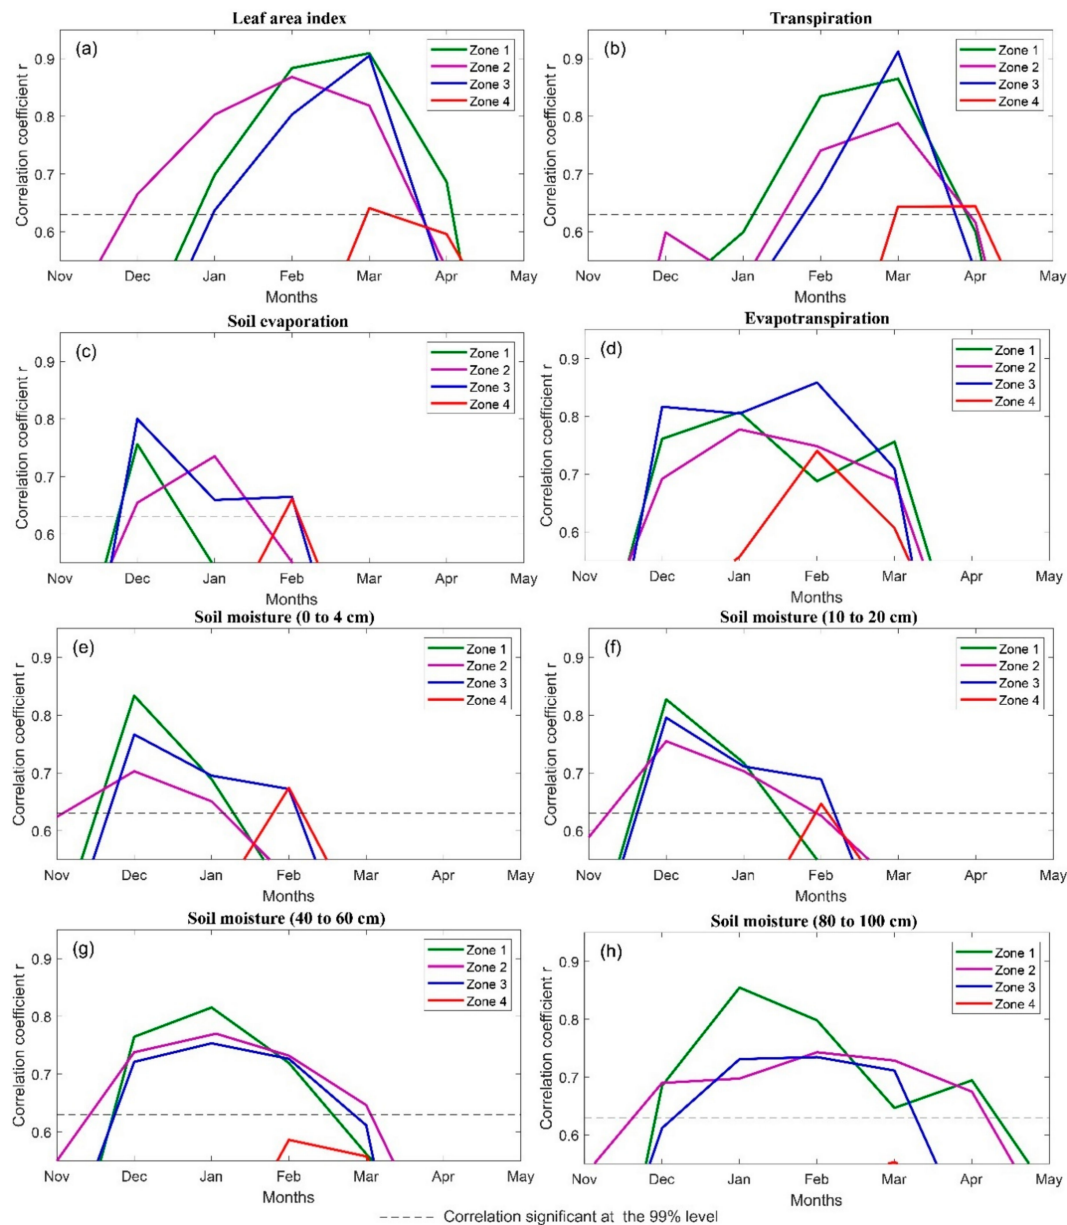 Leaf area index
(a)
Zone 1
Zone 2
Zone 3
Zone 4
Correlation coefficient r
0.9
0.8
0.7
0.6
Nov Dec Jan Feb Mar Apr May
Months
Transpiration
(b)
Zone 1
Zone 2
Zone 3
Zone 4
Correlation coefficient r
0.9
0.8
0.7
0.6
Nov Dec Jan Feb Mar Apr May
Months
Soil evaporation
(c)
Zone 1
Zone 2
Zone 3
Zone 4
Correlation coefficient r
0.9
0.8
0.7
0.6
Nov Dec Jan Feb Mar Apr May
Months
Evapotranspiration
(d)
Zone 1
Zone 2
Zone 3
Zone 4
Correlation coefficient r
0.9
0.8
0.7
0.6
Nov Dec Jan Feb Mar Apr May
Months
Soil moisture (0 to 4 cm)
(e)
Zone 1
Zone 2
Zone 3
Zone 4
Correlation coefficient r
0.9
0.8
0.7
0.6
Nov Dec Jan Feb Mar Apr May
Months
Soil moisture (10 to 20 cm)
(f)
Zone 1
Zone 2
Zone 3
Zone 4
Correlation coefficient r
0.9
0.8
0.7
0.6
Nov Dec Jan Feb Mar Apr May
Months
Soil moisture (40 to 60 cm)
(g)
Zone 1
Zone 2
Zone 3
Zone 4
Correlation coefficient r
0.9
0.8
0.7
0.6
Nov Dec Jan Feb Mar Apr May
Months
Soil moisture (80 to 100 cm)
(h)
Zone 1
Zone 2
Zone 3
Zone 4
Correlation coefficient r
0.9
0.8
0.7
0.6
Nov Dec Jan Feb Mar Apr May
Months
Correlation significant at the 99% level